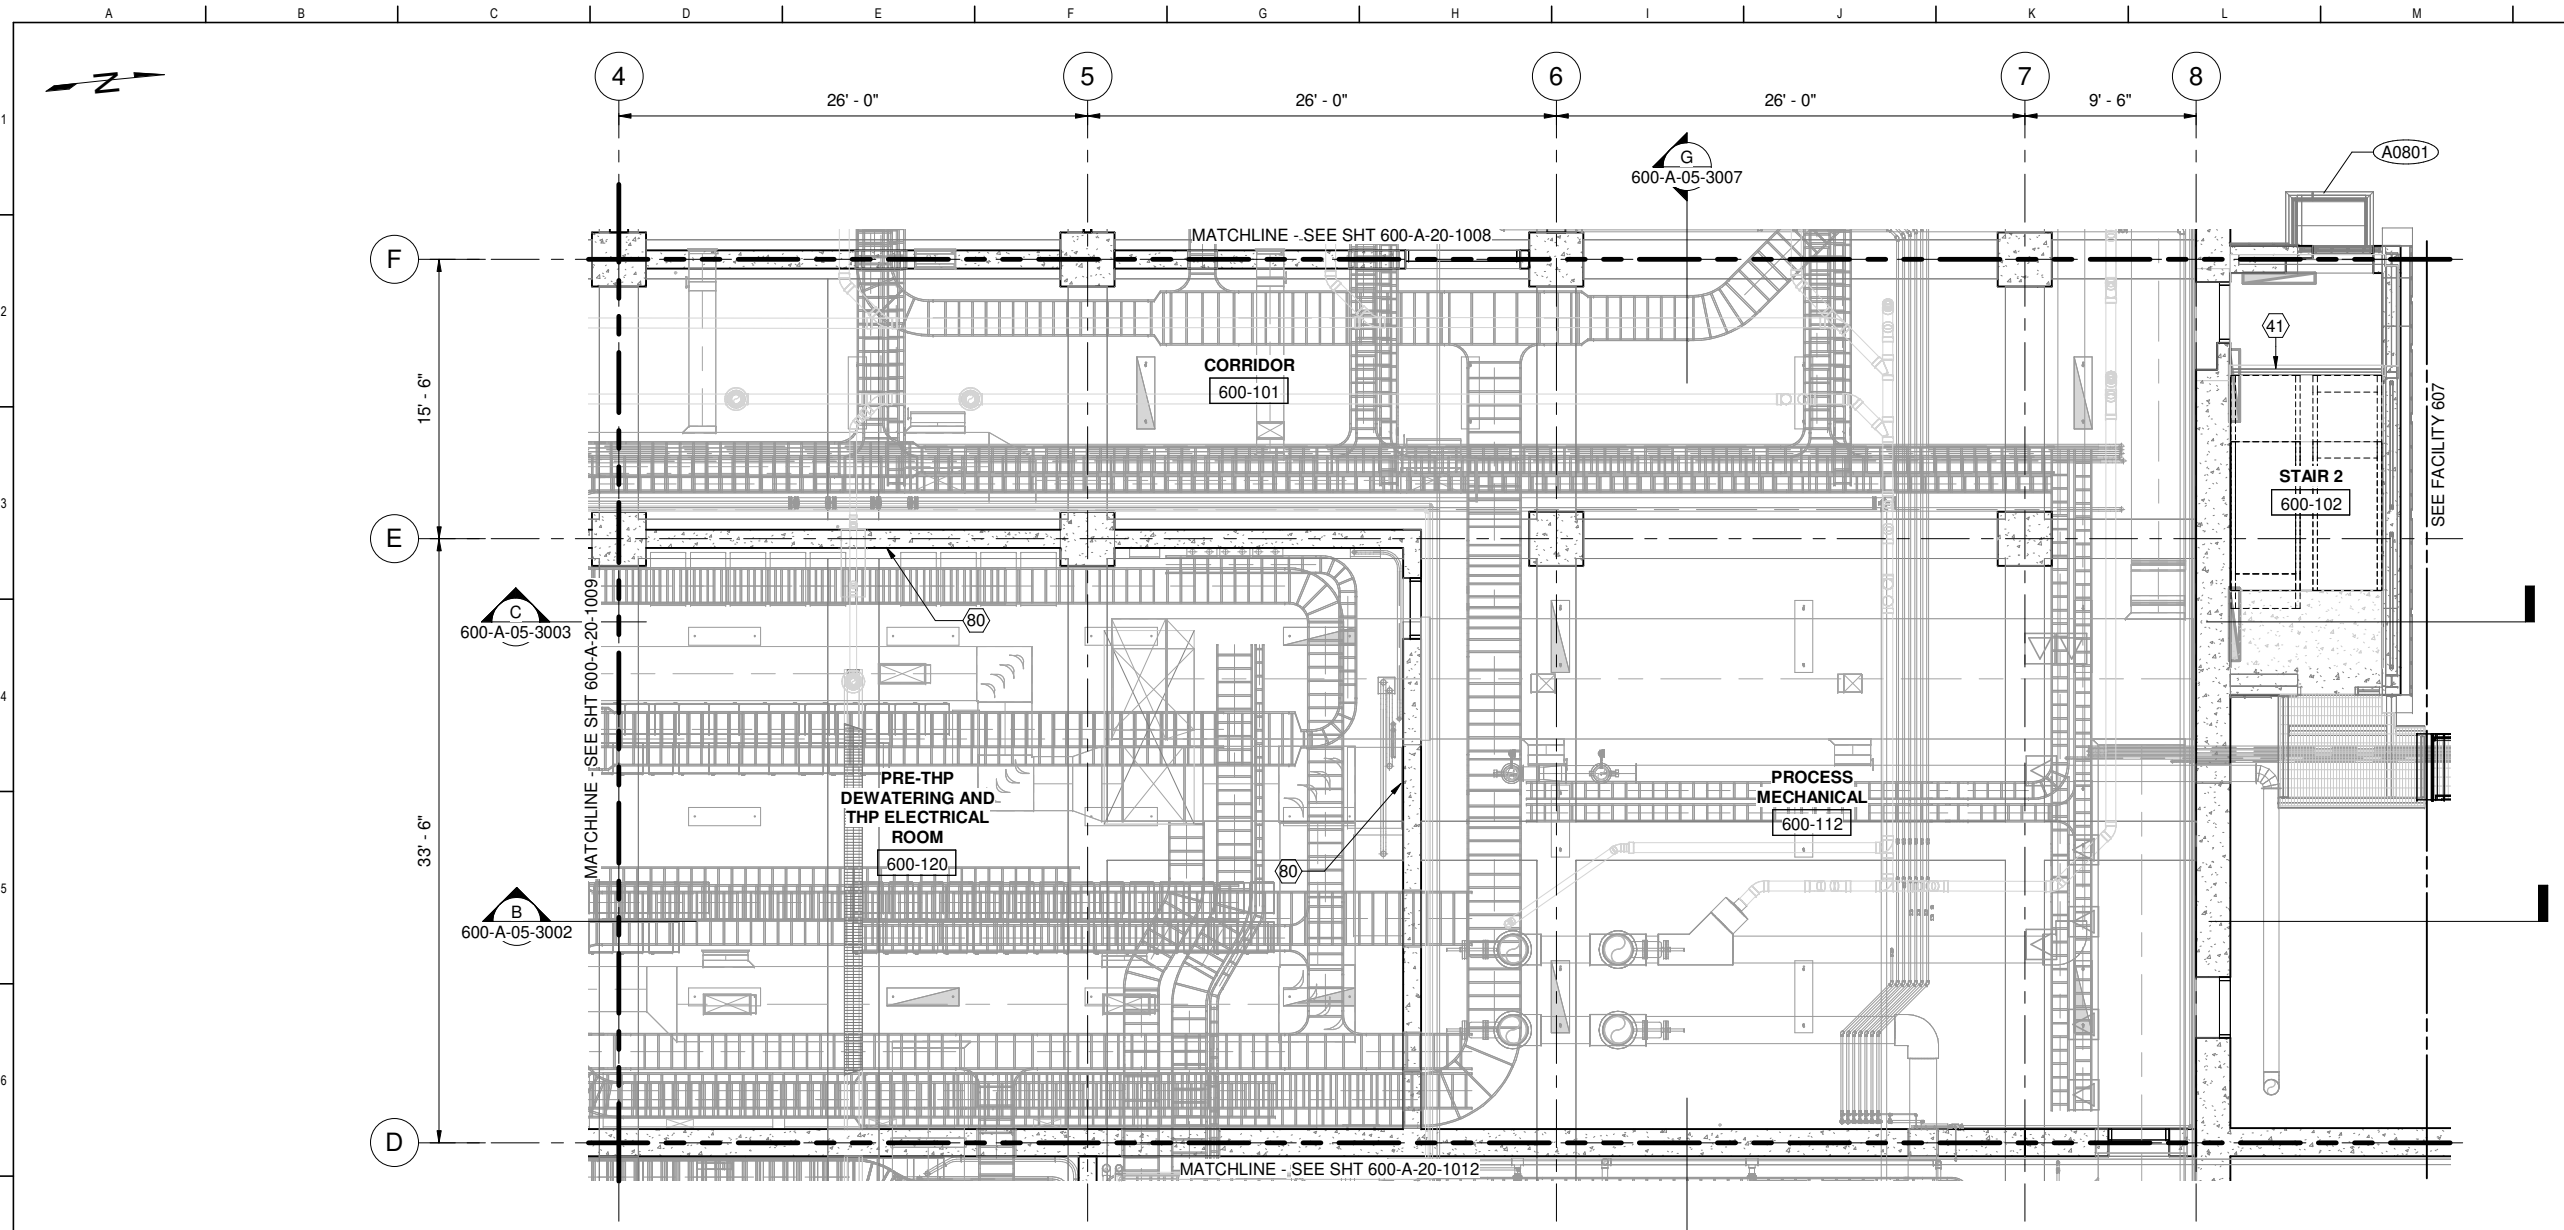 A B C D E F G H I J K L M
N
4 5 6 7 8
26' - 0" 26' - 0" 26' - 0" 9' - 6"
1
A0801
G
600-A-05-3007
MATCHLINE - SEE SHT 600-A-20-1008
F
2
41
CORRIDOR
600-101
15' - 6"
SEE FACILITY 607
STAIR 2
600-102
3
E
MATCHLINE - SEE SHT 600-A-20-1009
C
600-A-05-3003
80
4
PRE-THP
DEWATERING AND
THP ELECTRICAL
ROOM
600-120
PROCESS
MECHANICAL
600-112
33' - 6"
80
5
B
600-A-05-3002
6
D
MATCHLINE - SEE SHT 600-A-20-1012